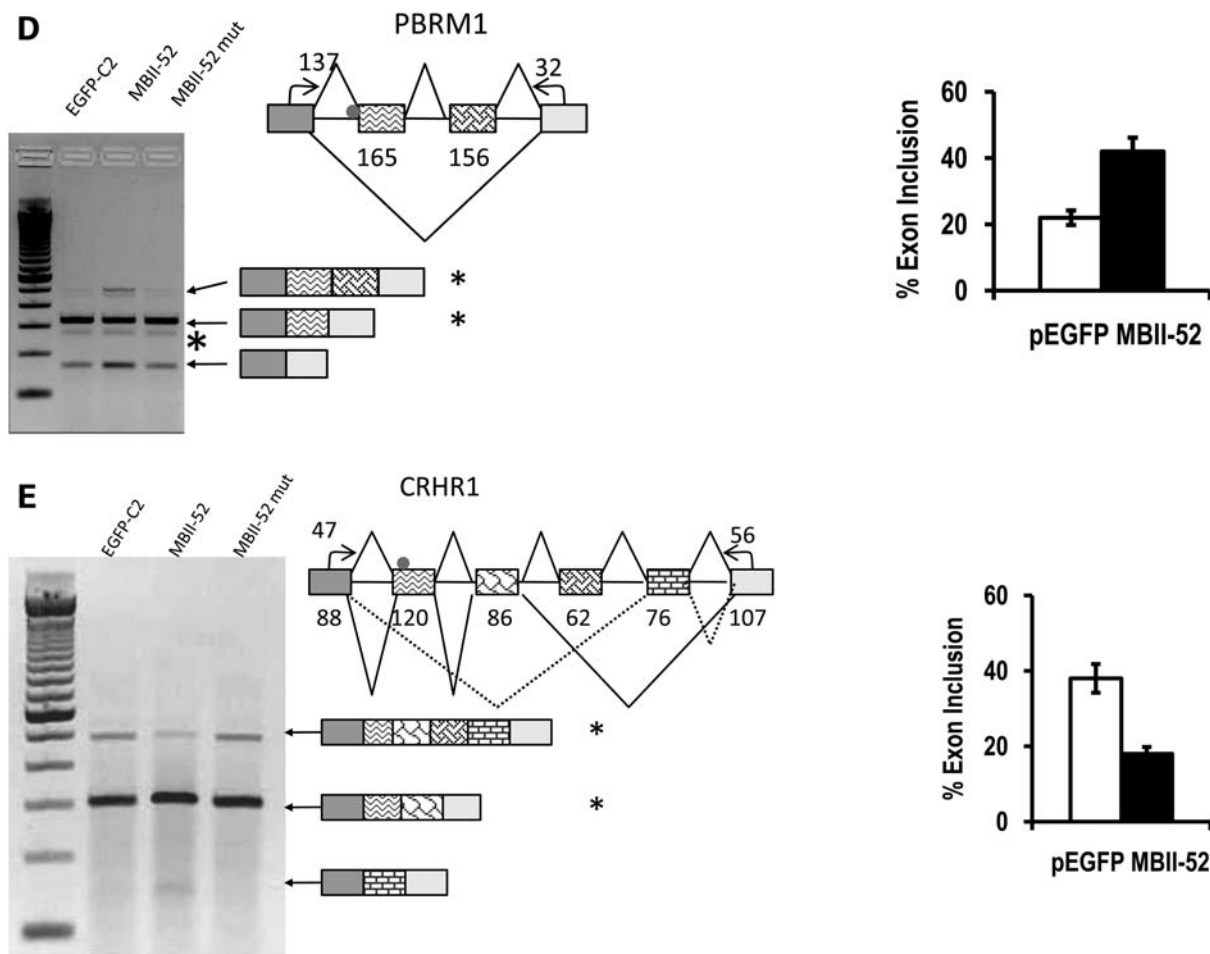 D
EGFP-C2
MBII-52
MBII-52 mut
PBRM1
137
32
165
156
*
*
*
% Exon Inclusion
60
40
20
0
pEGFP MBII-52
E
EGFP-C2
MBII-52
MBII-52 mut
CRHR1
47
56
88
120
86
62
76
107
*
*
% Exon Inclusion
60
40
20
0
pEGFP MBII-52